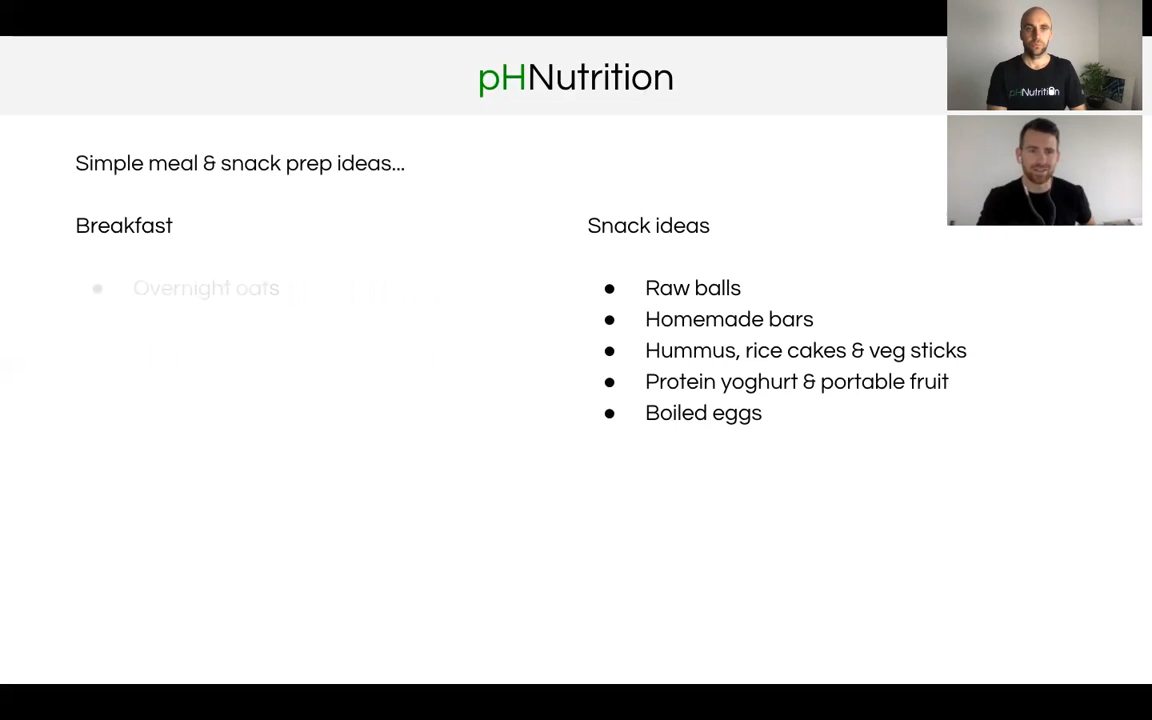 pHNutrition
pHNutrition
Simple meal & snack prep ideas...
Breakfast
Overnight oats
Snack ideas
Raw balls
Homemade bars
Hummus, rice cakes & veg sticks
Protein yoghurt & portable fruit
Boiled eggs